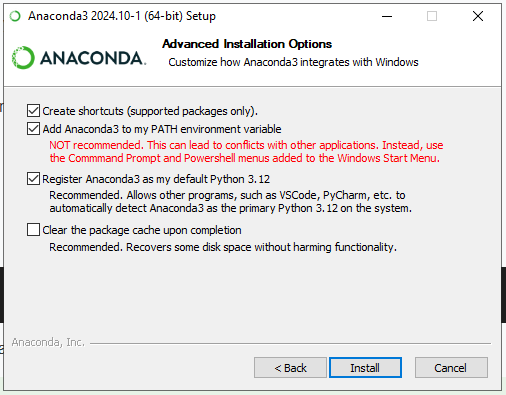 Anaconda3 2024.10-1 (64-bit) Setup
Advanced Installation Options
Customize how Anaconda3 integrates with Windows
ANACONDA.
Create shortcuts (supported packages only).
Add Anaconda3 to my PATH environment variable
NOT recommended. This can lead to conflicts with other applications. Instead, use
the Commmand Prompt and Powershell menus added to the Windows Start Menu.
Register Anaconda3 as my default Python 3.12
Recommended. Allows other programs, such as VSCode, PyCharm, etc. to
automatically detect Anaconda3 as the primary Python 3.12 on the system.
Clear the package cache upon completion
Recommended. Recovers some disk space without harming functionality.
Anaconda, Inc.
< Back
Install
Cancel